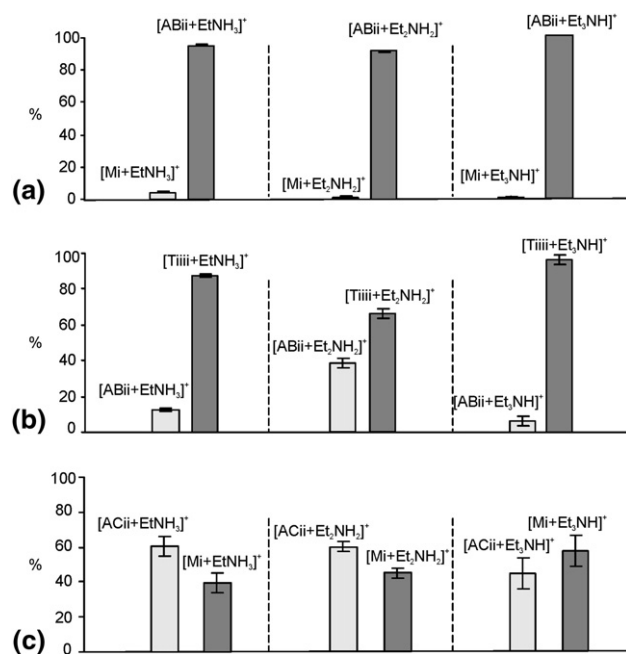 [ABii+EtNH₃]⁺ [ABii+Et₂NH₂]⁺ [ABii+Et₃NH]⁺
100
80
%
60
40
[Mi+EtNH₃]⁺ [Mi+Et₂NH₂]⁺ [Mi+Et₃NH]⁺
20
(a)
0
[Tiiii+EtNH₃]⁺ [Tiiii+Et₂NH₂]⁺ [Tiiii+Et₃NH]⁺
100
80
%
60
[ABii+EtNH₃]⁺ [ABii+Et₂NH₂]⁺ [ABii+Et₃NH]⁺
40
20
(b)
0
100
80
[ACii+EtNH₃]⁺ [Mi+EtNH₃]⁺ [ACii+Et₂NH₂]⁺ [Mi+Et₂NH₂]⁺ [ACii+Et₃NH]⁺ [Mi+Et₃NH]⁺
%
60
40
20
(c)
0